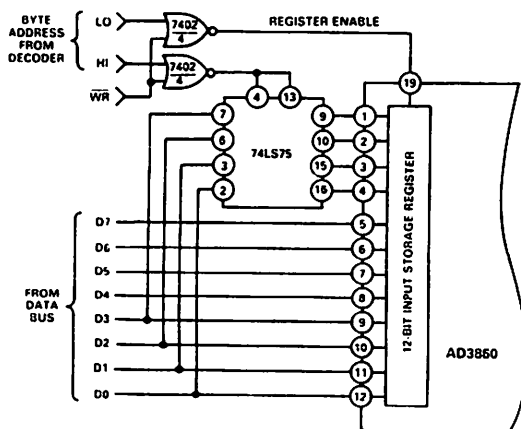 BYTE
ADDRESS
FROM
DECODER
LO
HI
WR
7402
4
7402
4
REGISTER ENABLE
19
4
13
7
6
3
2
74LS75
9
10
15
16
1
2
3
4
5
6
7
8
9
10
11
12
12-BIT INPUT STORAGE REGISTER
AD3860
FROM
DATA
BUS
D7
D6
D5
D4
D3
D2
D1
D0